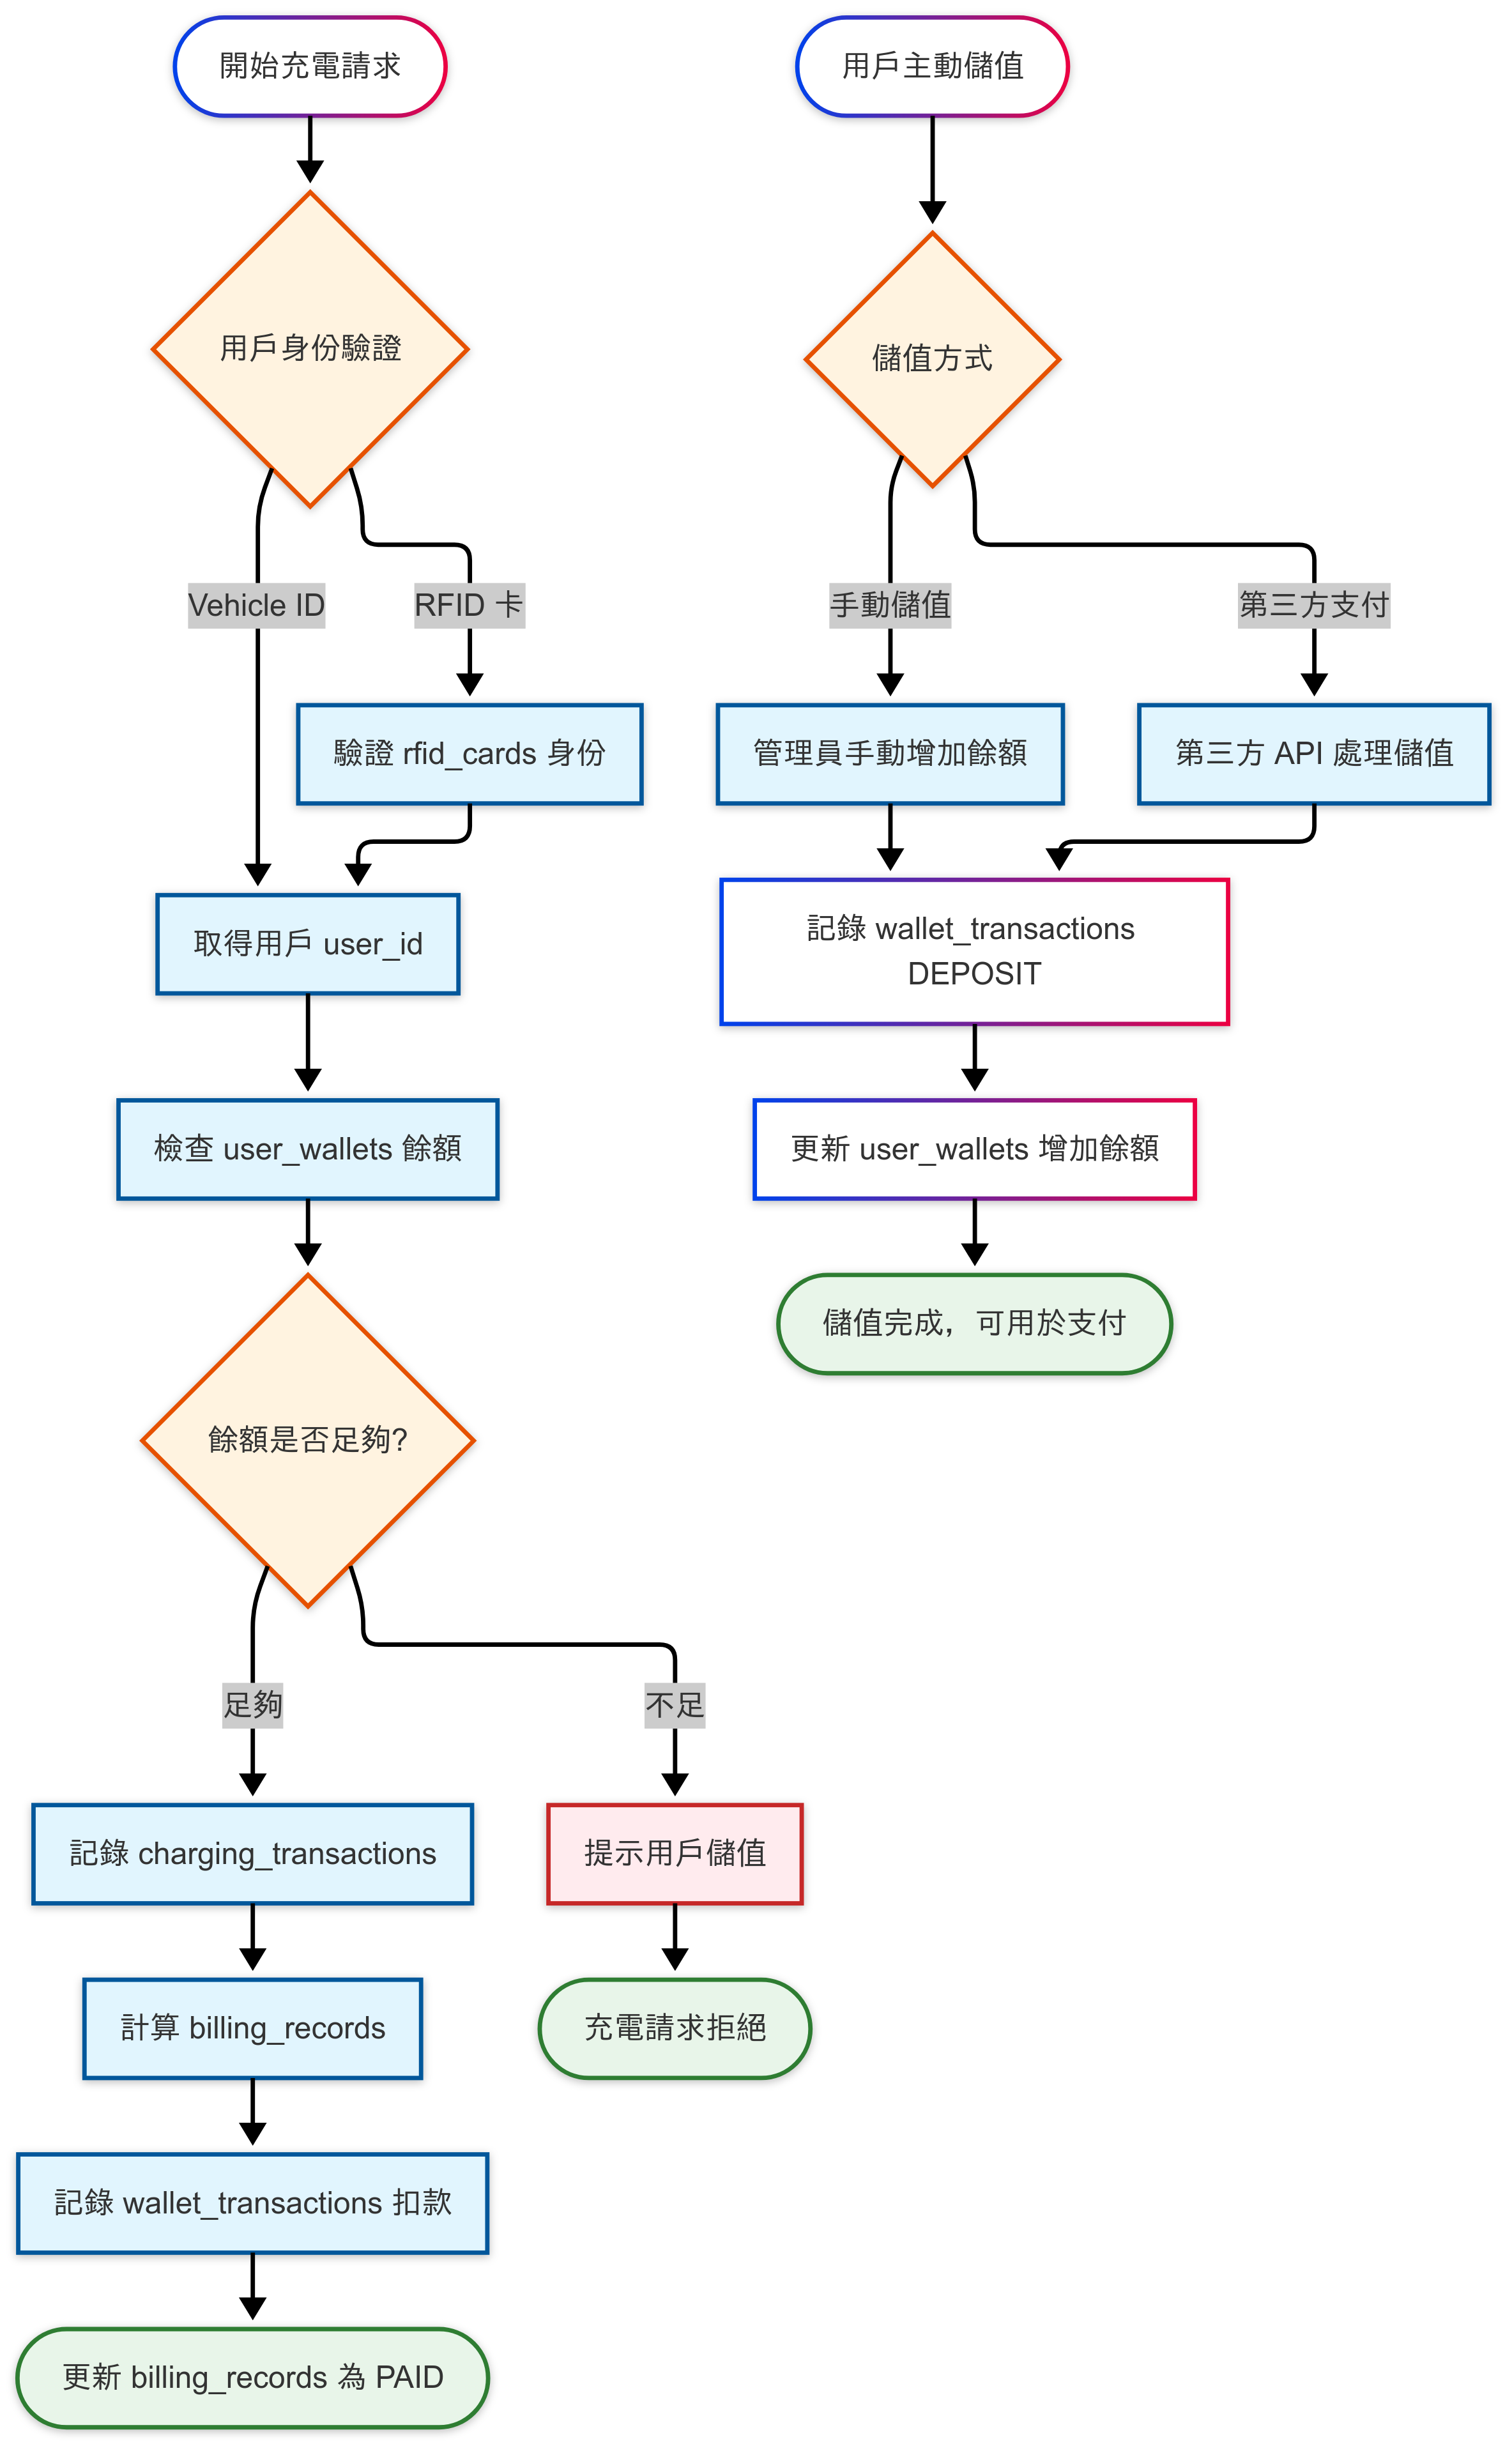 開始充電請求
用戶身份驗證
Vehicle ID
RFID 卡
驗證 rfid_cards 身份
取得用戶 user_id
檢查 user_wallets 餘額
餘額是否足夠?
足夠
不足
記錄 charging_transactions
提示用戶儲值
計算 billing_records
充電請求拒絕
記錄 wallet_transactions 扣款
更新 billing_records 為 PAID
用戶主動儲值
儲值方式
手動儲值
第三方支付
管理員手動增加餘額
第三方 API 處理儲值
記錄 wallet_transactions
DEPOSIT
更新 user_wallets 增加餘額
儲值完成，可用於支付